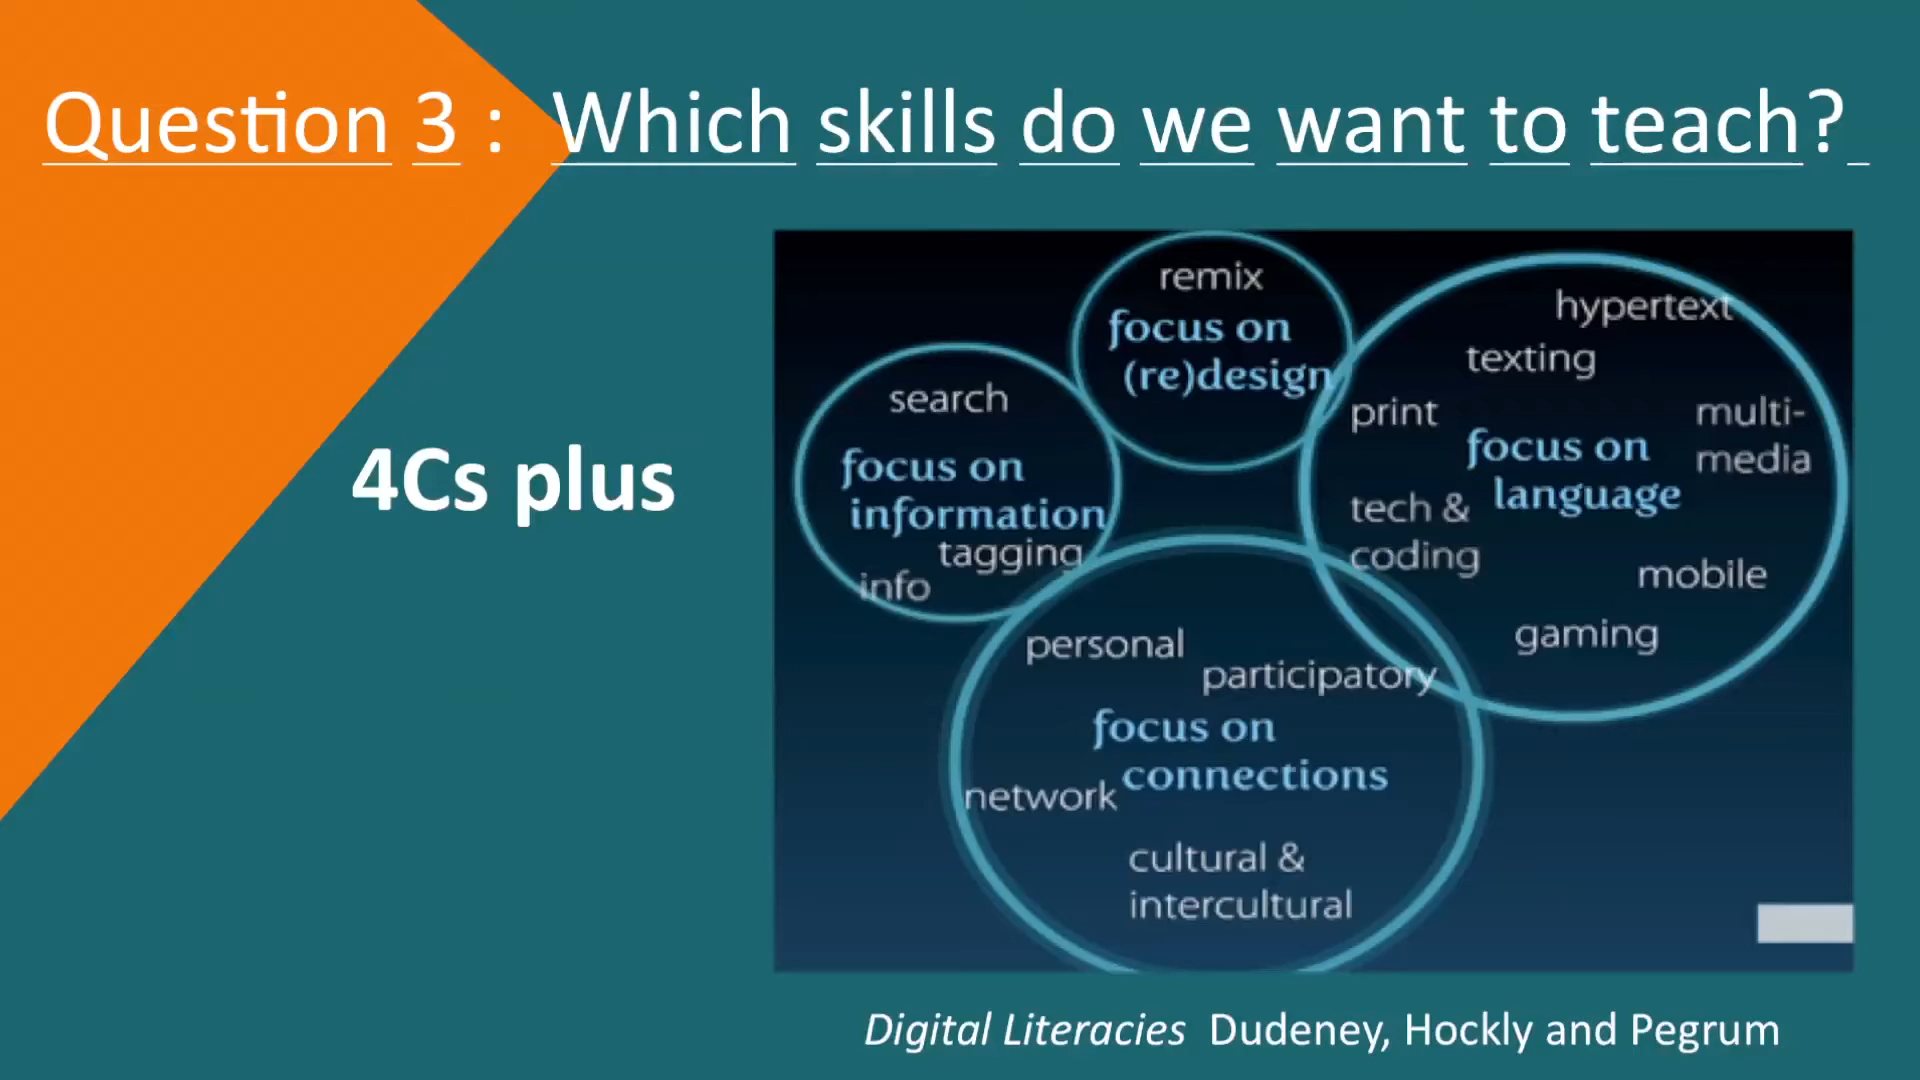 Question 3 :  Which skills do we want to teach?
4Cs plus
remix
focus on
(re)design
search
focus on
information
tagging
info
hypertext
texting
print
multi-
media
focus on
language
tech &
coding
mobile
gaming
personal
participatory
focus on
connections
network
cultural &
intercultural
Digital Literacies  Dudeney, Hockly and Pegrum